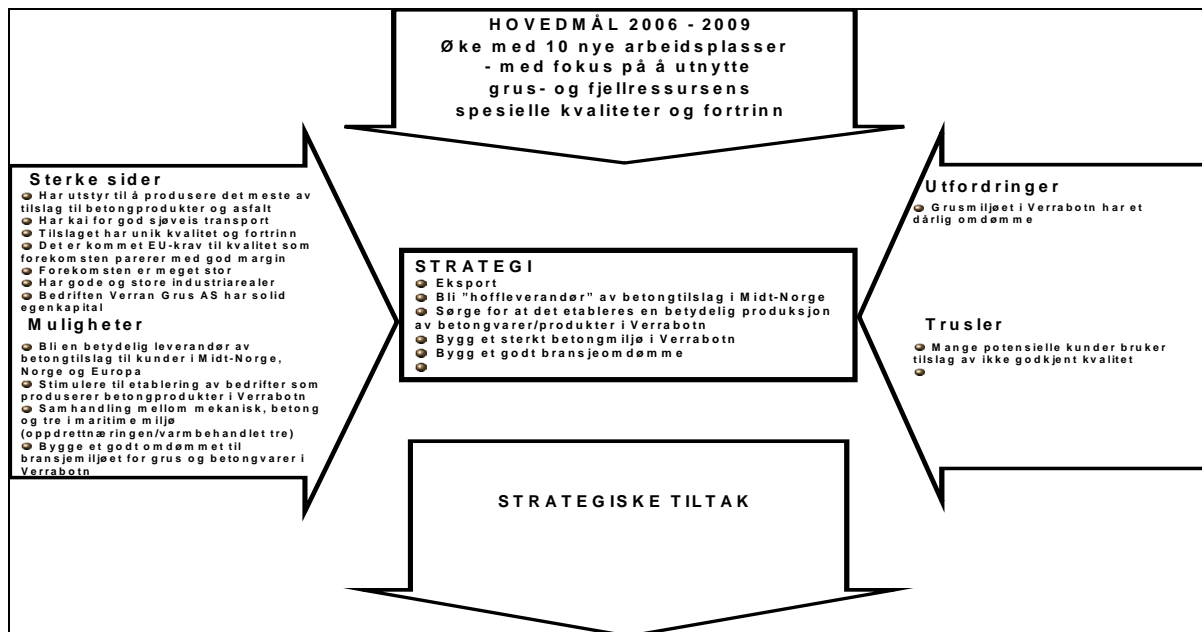 HOVEDMÅL 2006 - 2009
Øke med 10 nye arbeidsplasser
- med fokus på å utnytte
grus- og fjellressursens
spesielle kvaliteter og fortrinn
Sterke sider
Har utstyr til å produsere det meste av
tilslag til betongprodukter og asfalt
Har kai for god sjøveis transport
Tilslaget har unik kvalitet og fortrinn
Det er kommet EU-krav til kvalitet som
forekomsten parerer med god margin
Forekomsten er meget stor
Har gode og store industriarealer
Bedriften Verran Grus AS har solid
egenkapital
Muligheter
Bli en betydelig leverandør av
betongtilslag til kunder i Midt-Norge,
Norge og Europa
Stimulere til etablering av bedrifter som
produserer betongprodukter i Verrabotn
Samhandling mellom mekanisk, betong
og tre i maritime miljø
(oppdrettnæringen/varmbehandlet tre)
Bygge et godt omdømmet til
bransjemiljøet for grus og betongvarer i
Verrabotn
STRATEGI
Eksport
Bli ”hoffleverandør” av betongtilslag i Midt-Norge
Sørge for at det etableres en betydelig produksjon
av betongvarer/produkter i Verrabotn
Bygg et sterkt betongmiljø i Verrabotn
Bygg et godt bransjeomdømme
Utfordringer
Grusmiljøet i Verrabotn har et
dårlig omdømme
Trusler
Mange potensielle kunder bruker
tilslag av ikke godkjent kvalitet
STRATEGISKE TILTAK